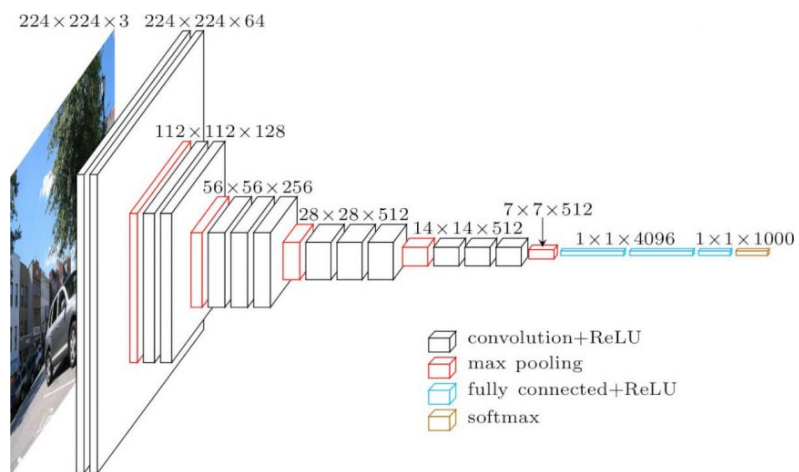 224×224×3
224×224×64
112×112×128
56×56×256
28×28×512
14×14×512
7×7×512
1×1×4096
1×1×1000
convolution+ReLU
max pooling
fully connected+ReLU
softmax